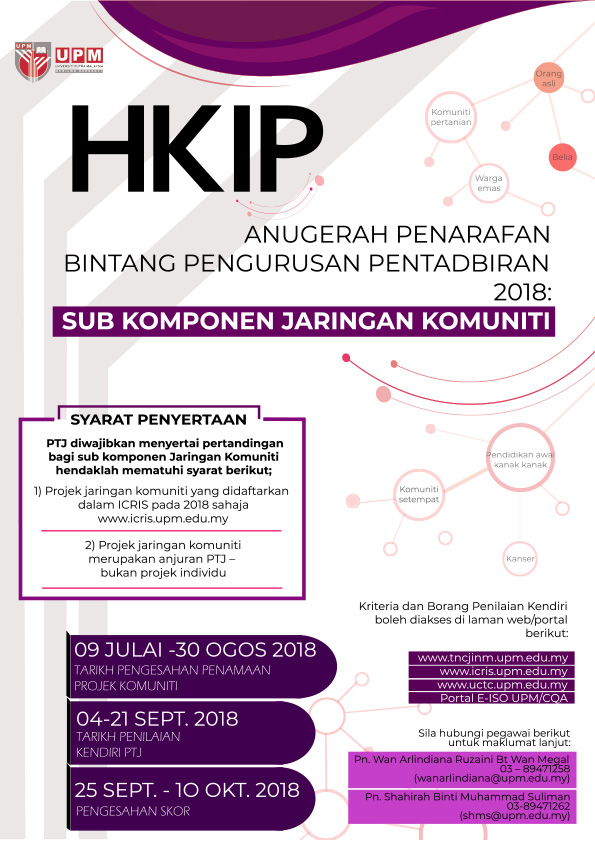 UPM
UPM
UNIVERSITI PUTRA MALAYSIA
HKIP
Orang
asli
Komuniti
pertanian
Belia
Warga
emas
ANUGERAH PENARAFAN
BINTANG PENGURUSAN PENTADBIRAN
2018:
SUB KOMPONEN JARINGAN KOMUNITI
SYARAT PENYERTAAN
PTJ diwajibkan menyertai pertandingan
bagi sub komponen Jaringan Komuniti
hendaklah mematuhi syarat berikut;
1) Projek jaringan komuniti yang didaftarkan
dalam ICRIS pada 2018 sahaja
www.icris.upm.edu.my
2) Projek jaringan komuniti
merupakan anjuran PTJ –
bukan projek individu
Pendidikan awal
kanak kanak
Komuniti
setempat
Kanser
Kriteria dan Borang Penilaian Kendiri
boleh diakses di laman web/portal
berikut:
www.tncjinm.upm.edu.my
www.icris.upm.edu.my
www.uctc.upm.edu.my
Portal E-ISO UPM/CQA
09 JULAI -30 OGOS 2018
TARIKH PENGESAHAN PENAMAAN
PROJEK KOMUNITI
04-21 SEPT. 2018
TARIKH PENILAIAN
KENDIRI PTJ
25 SEPT. - 1O OKT. 2018
PENGESAHAN SKOR
Sila hubungi pegawai berikut
untuk maklumat lanjut:
Pn. Wan Arlindiana Ruzaini Bt Wan Megal
03 – 89471258
(wanarlindiana@upm.edu.my)
Pn. Shahirah Binti Muhammad Suliman
03-89471262
(shms@upm.edu.my)